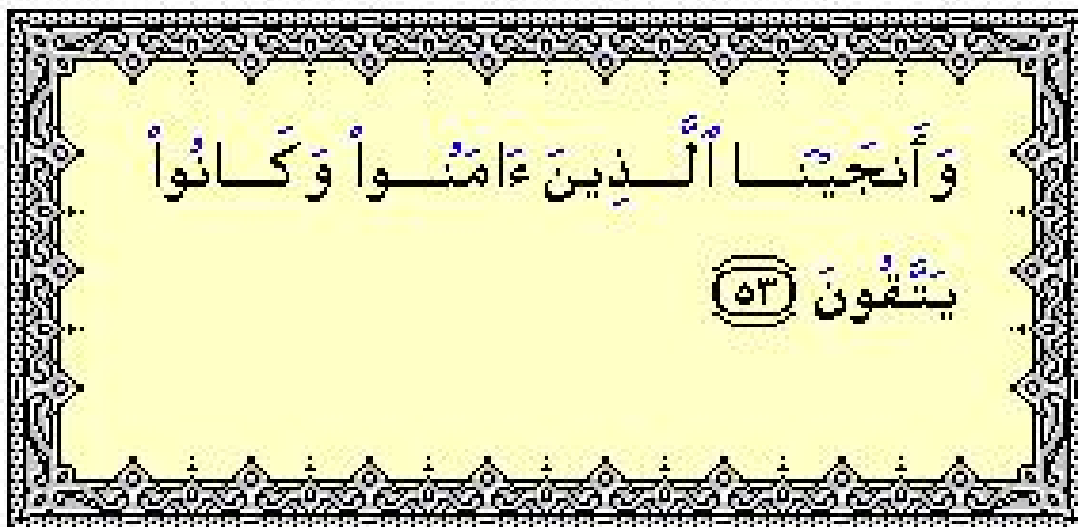 وَأَنجَيْنَا ٱلَّذِينَ ءَامَنُواْ وَكَانُواْ
يَتَّقُونَ ٥٣